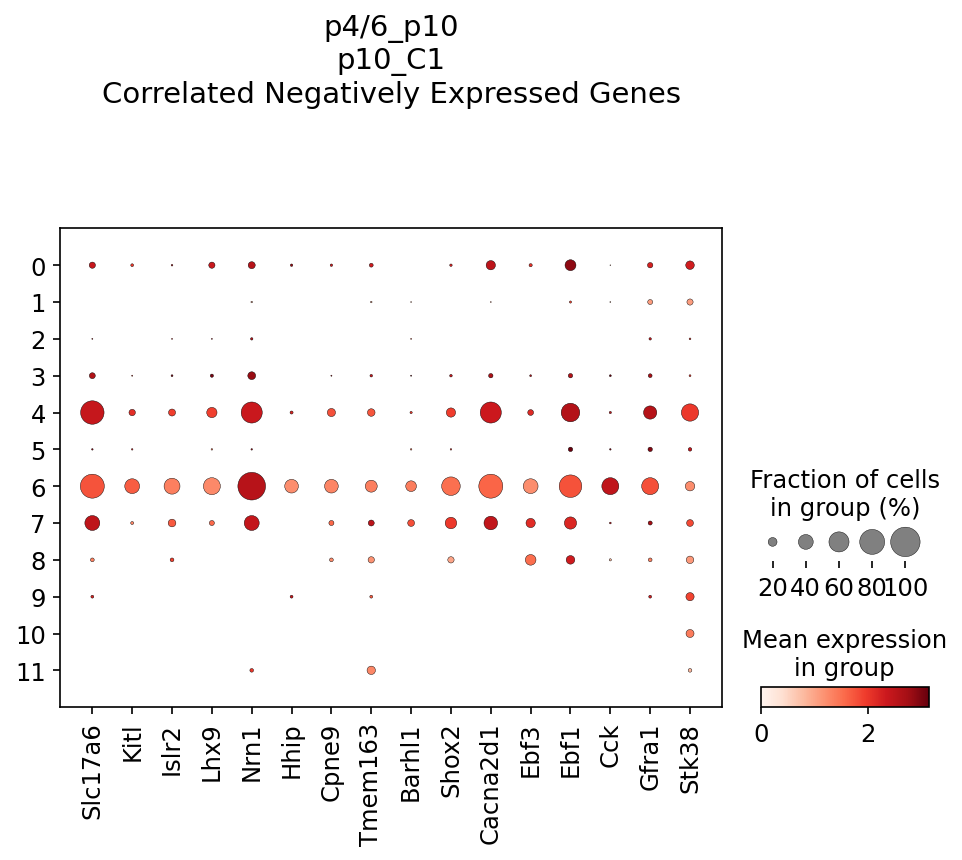 p4/6_p10
p10_C1
Correlated Negatively Expressed Genes
0
1
2
3
4
5
6
7
8
9
10
11
Slc17a6
Kitl
Islr2
Lhx9
Nrn1
Hhip
Cpne9
Tmem163
Barhl1
Shox2
Cacna2d1
Ebf3
Ebf1
Cck
Gfra1
Stk38
Fraction of cells
in group (%)
20 40 60 80 100
Mean expression
in group
0 2